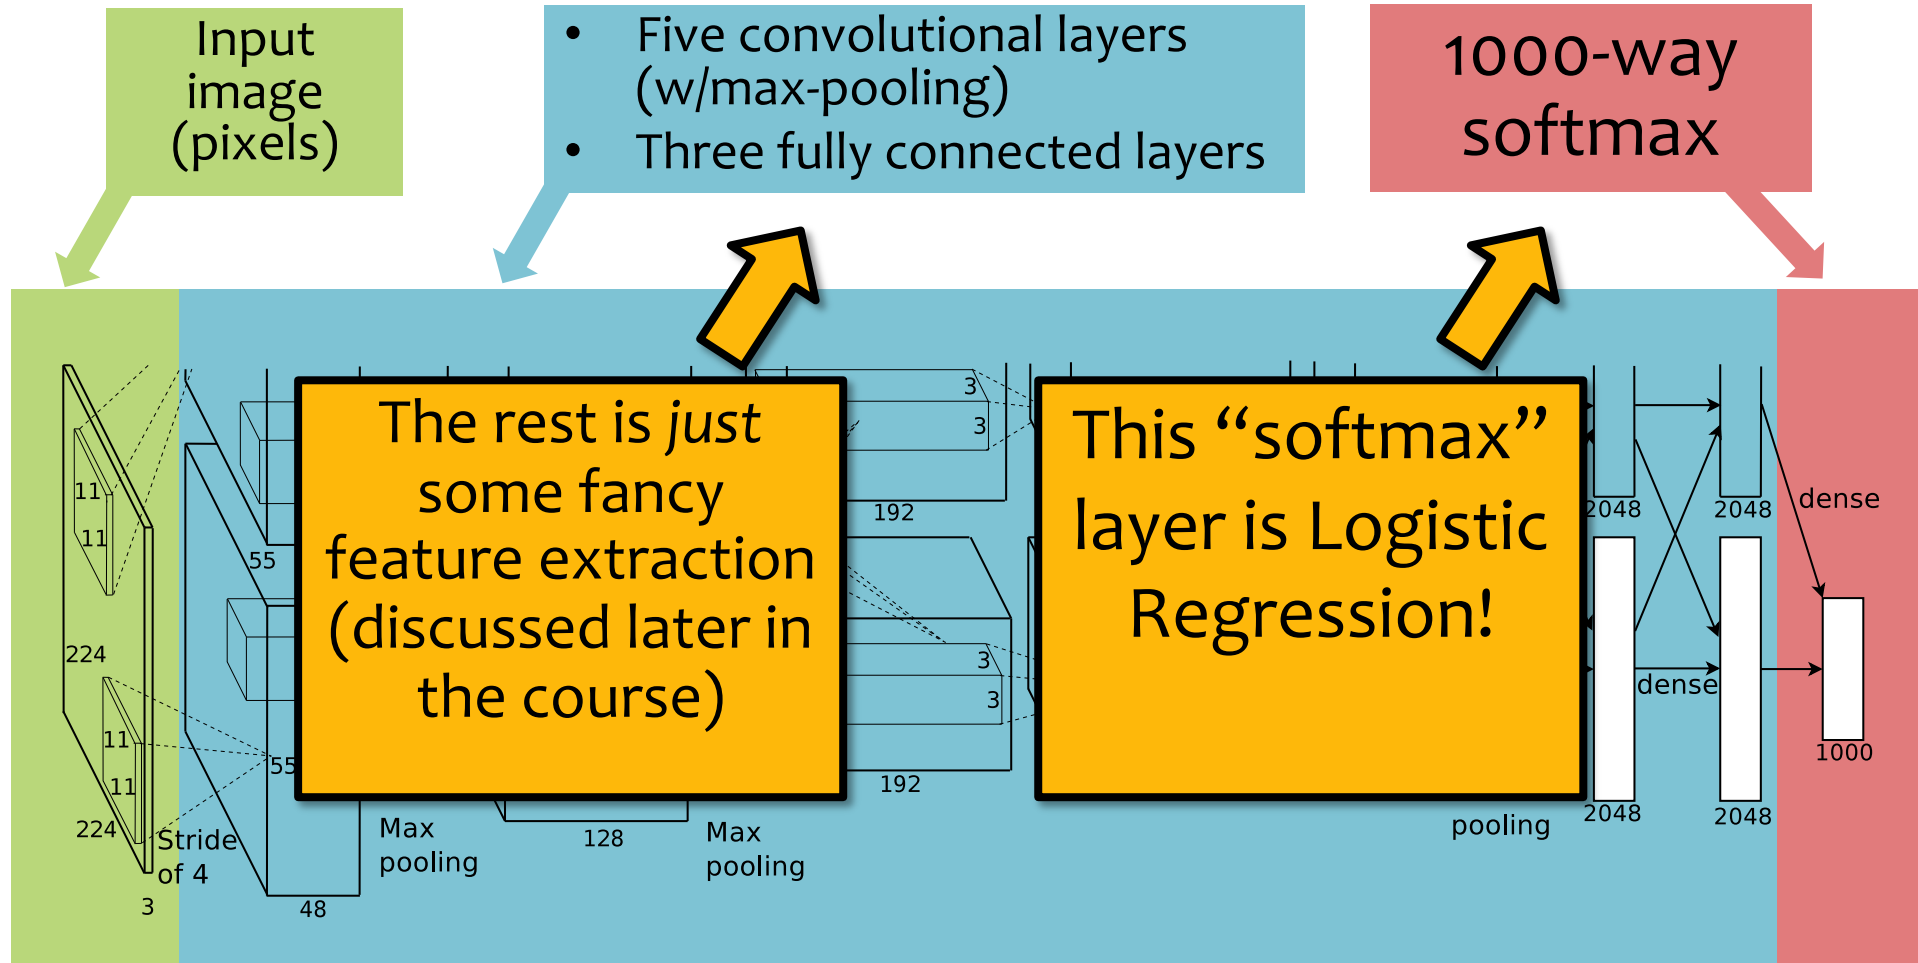 Input
image
(pixels)
• Five convolutional layers
(w/max-pooling)
• Three fully connected layers
1000-way
softmax
The rest is just
some fancy
feature extraction
(discussed later in
the course)
This “softmax”
layer is Logistic
Regression!
11
11
224
11
11
224
3
Stride
of 4
55
55
48
Max
pooling
128
Max
pooling
3
3
192
3
3
192
pooling
2048
2048
2048
2048
dense
dense
1000